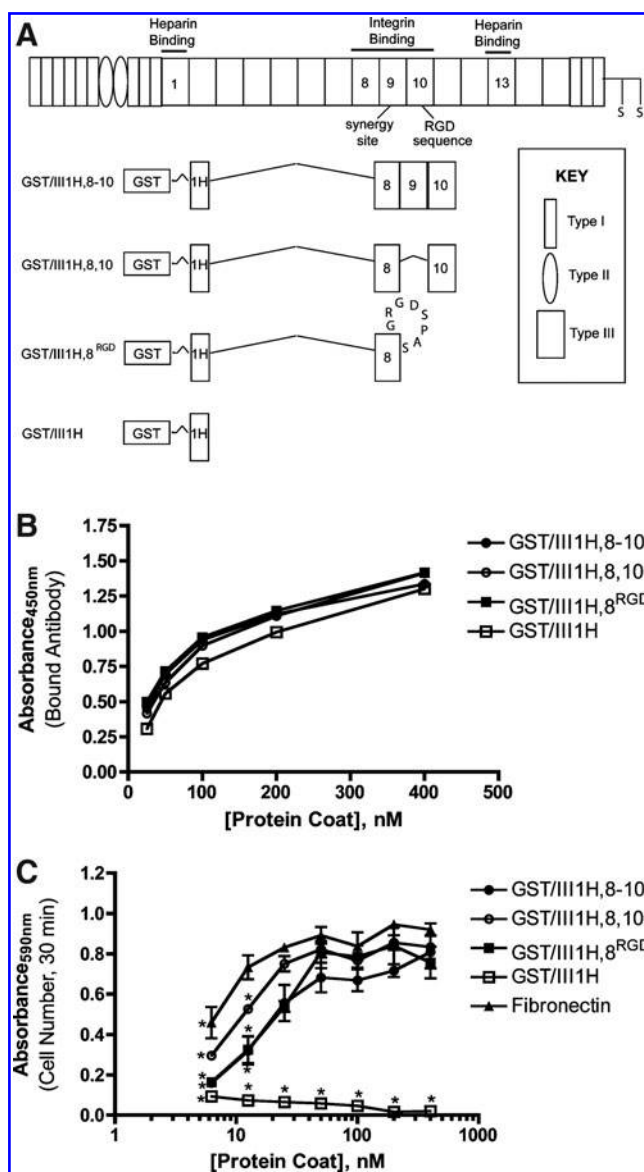 A
Heparin
Binding
Integrin
Binding
Heparin
Binding
1 8 9 10 13
S S
synergy
site
RGD
sequence
GST/III1H,8-10 GST 1H 8 9 10
GST/III1H,8,10 GST 1H 8 10
GST/III1H,8RGD GST 1H 8 RGDSPAS
GST/III1H GST 1H
KEY
Type I
Type II
Type III
B
Absorbance450nm
(Bound Antibody)
1.75
1.50
1.25
1.00
0.75
0.50
0.25
0.00
0 100 200 300 400 500
[Protein Coat], nM
GST/III1H,8-10
GST/III1H,8,10
GST/III1H,8RGD
GST/III1H
C
Absorbance590nm
(Cell Number, 30 min)
1.2
1.0
0.8
0.6
0.4
0.2
0.0
* * * * * * * * * * * *
1 10 100 1000
[Protein Coat], nM
GST/III1H,8-10
GST/III1H,8,10
GST/III1H,8RGD
GST/III1H
Fibronectin